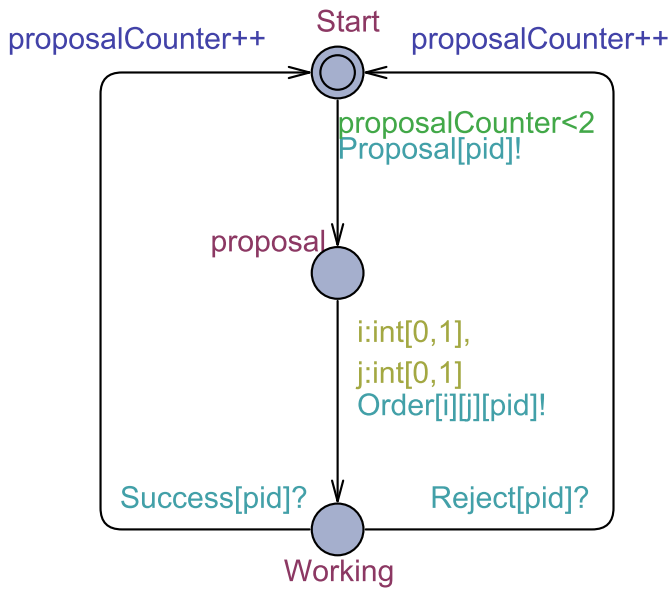 Start
proposalCounter++
proposalCounter++
proposalCounter<2
Proposal[pid]!
proposal
i:int[0,1],
j:int[0,1]
Order[i][j][pid]!
Success[pid]?
Reject[pid]?
Working